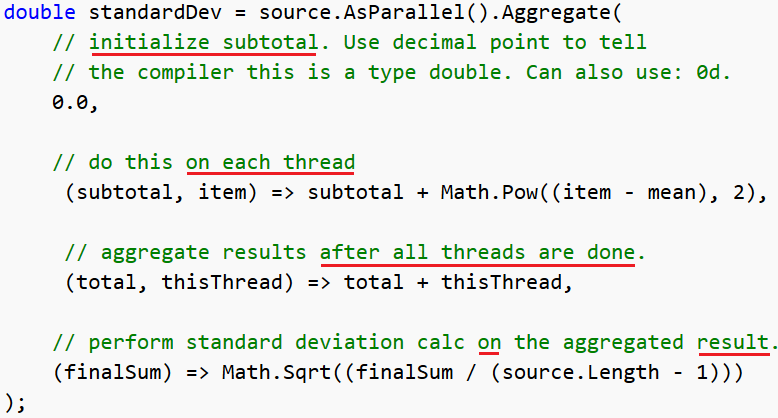 double standardDev = source.AsParallel().Aggregate(
// initialize subtotal. Use decimal point to tell
// the compiler this is a type double. Can also use: 0d.
0.0,
// do this on each thread
(subtotal, item) => subtotal + Math.Pow((item - mean), 2),
// aggregate results after all threads are done.
(total, thisThread) => total + thisThread,
// perform standard deviation calc on the aggregated result.
(finalSum) => Math.Sqrt((finalSum / (source.Length - 1)))
);